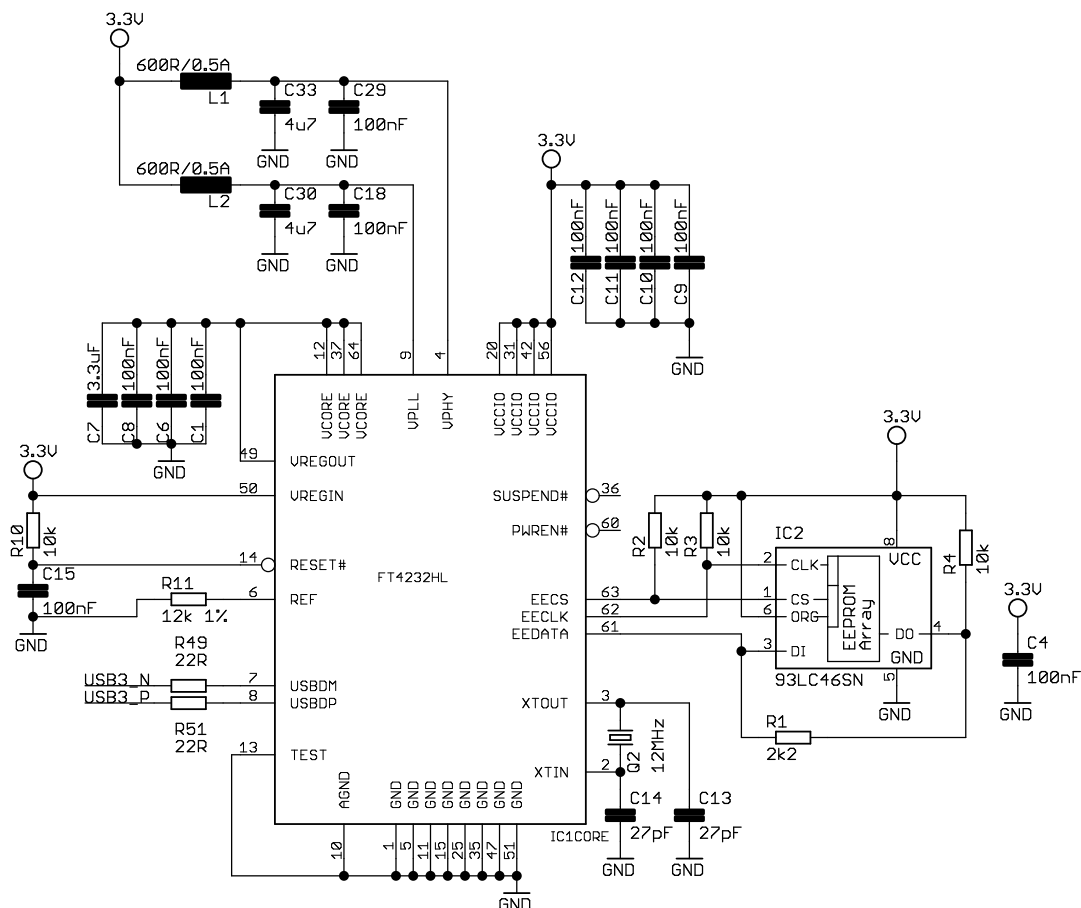 3.3V
600R/0.5A
L1
C33
4u7
GND
C29
100nF
GND
600R/0.5A
L2
C30
4u7
GND
C18
100nF
GND
3.3V
100nF
C12
100nF
C11
100nF
C10
100nF
C9
GND
3.3uF
C7
100nF
C8
100nF
C6
100nF
C1
GND
12
37
64
9
4
20
31
42
56
VCORE
VCORE
VCORE
VPLL
VPHY
VCCIO
VCCIO
VCCIO
VCCIO
49
VREGOUT
3.3V
50
VREGIN
R10
10k
14
RESET#
C15
100nF
GND
R11
12k 1%
6
REF
R49
22R
USB3_N
7
USBDM
USB3_P
8
USBDP
R51
22R
13
TEST
FT4232HL
SUSPEND#
36
PWREN#
60
EECS
63
EECLK
62
EEDATA
61
XTOUT
3
XTIN
2
AGND
GND
GND
GND
GND
GND
GND
GND
GND
10
1
5
11
15
25
35
47
51
GND
IC1CORE
Q2
12MHz
C14
27pF
GND
C13
27pF
GND
R2
10k
R3
10k
3.3V
IC2
8
VCC
2
CLK
1
CS
6
ORG
3
DI
EEPROM
Array
DO
4
GND
93LC46SN
5
GND
R4
10k
R1
2k2
3.3V
C4
100nF
GND